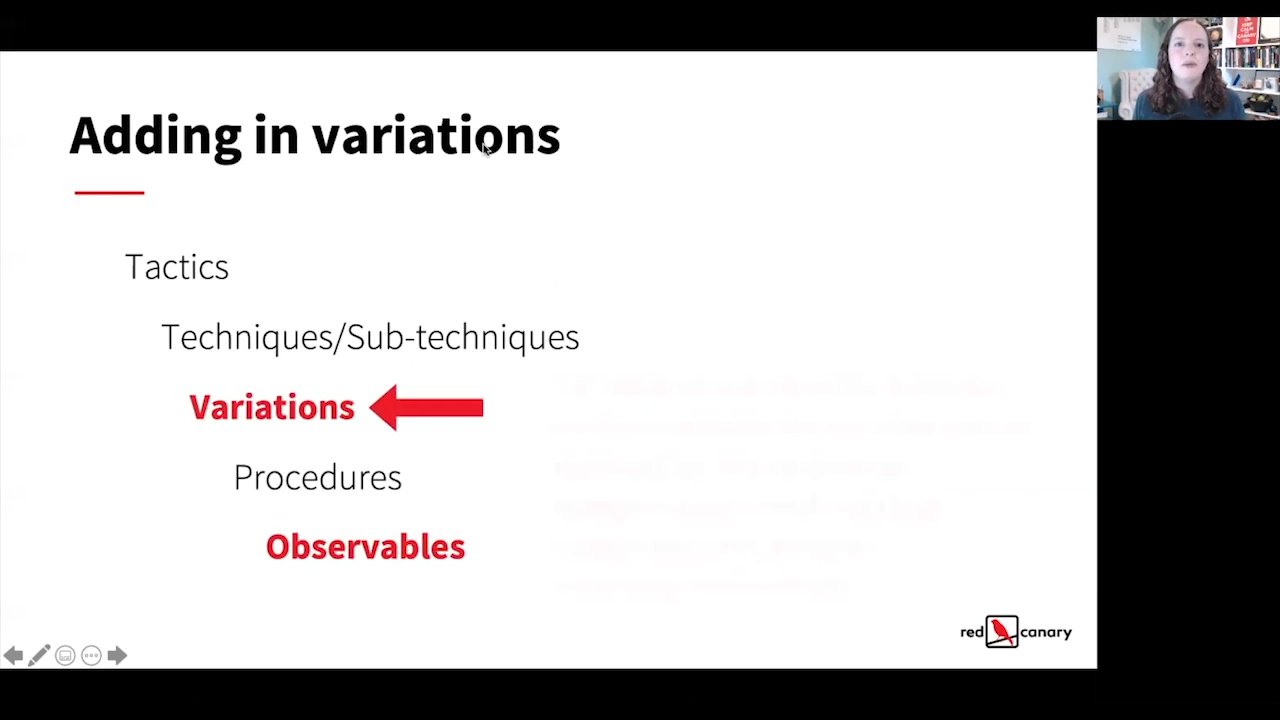 Adding in variations
Tactics
Techniques/Sub-techniques
Variations
Procedures
Observables
red canary